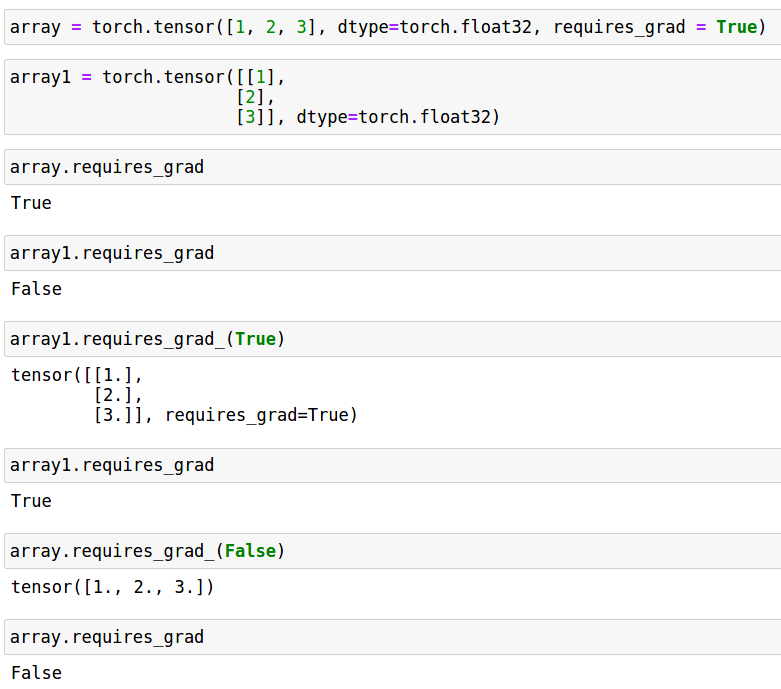 array = torch.tensor([1, 2, 3], dtype=torch.float32, requires_grad = True)
array1 = torch.tensor([[1],
                      [2],
                      [3]], dtype=torch.float32)
array.requires_grad
True
array1.requires_grad
False
array1.requires_grad_(True)
tensor([[1.],
        [2.],
        [3.]], requires_grad=True)
array1.requires_grad
True
array.requires_grad_(False)
tensor([1., 2., 3.])
array.requires_grad
False